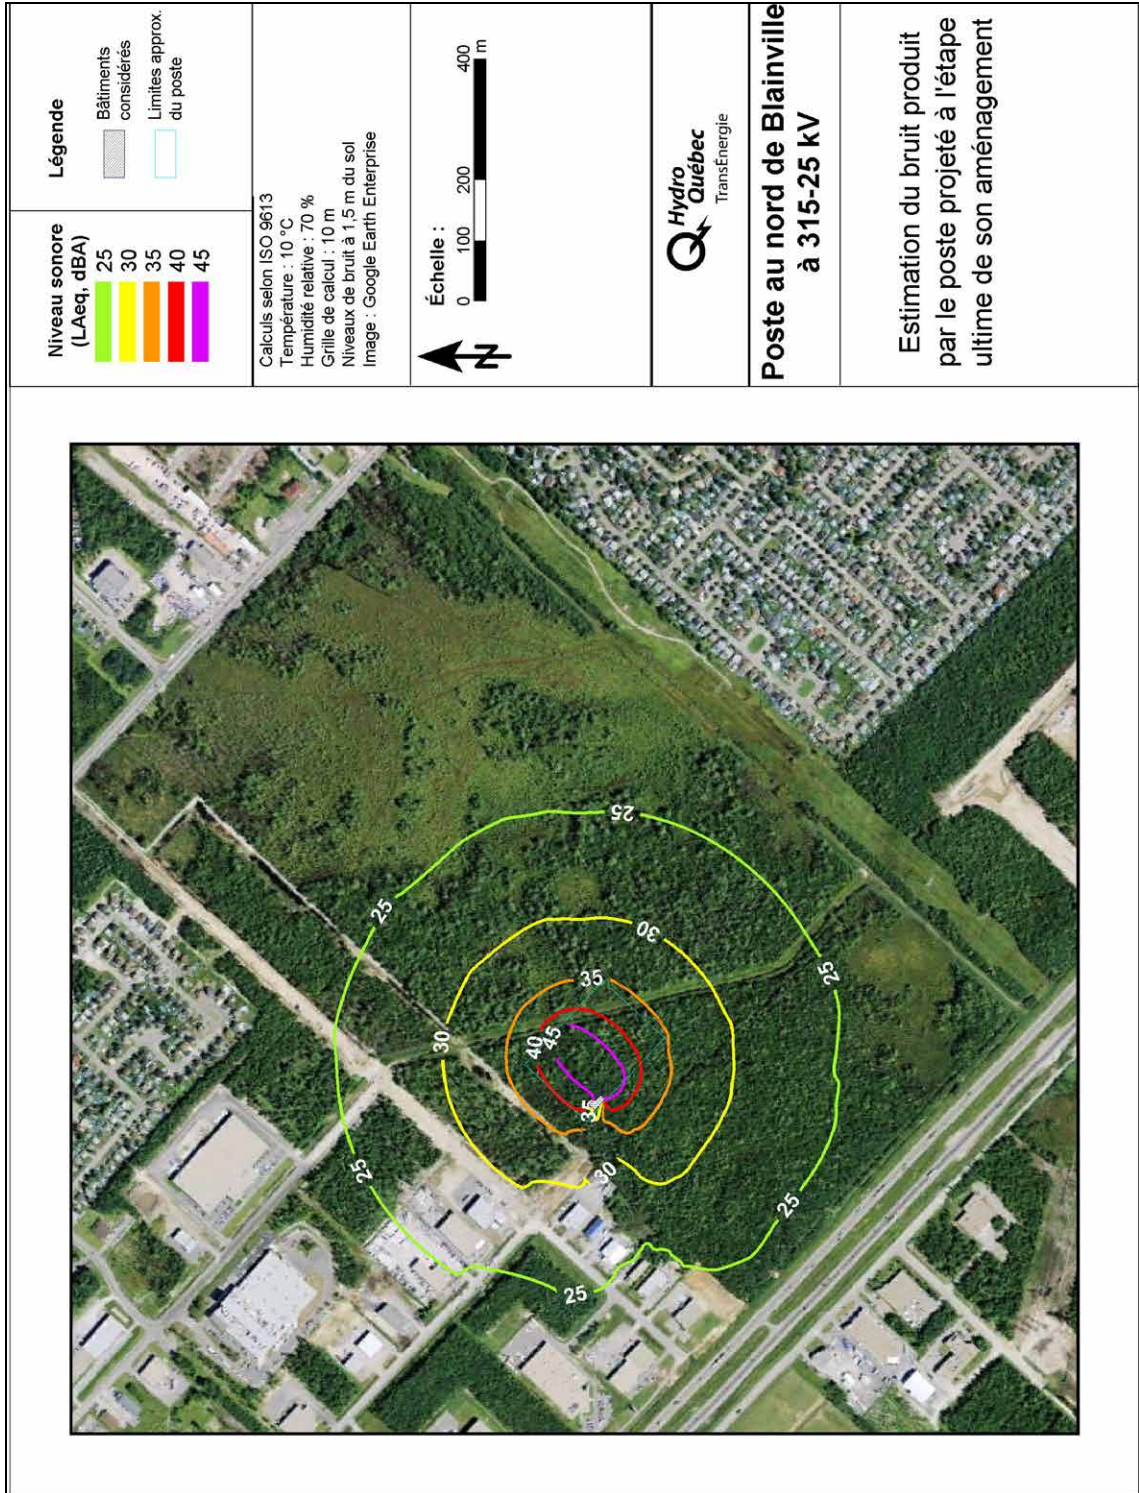 Légende
Bâtiments
considérés
Limites approx.
du poste
Niveau sonore
(LAeq, dBA)
25
30
35
40
45
Calculs selon ISO 9613
Température : 10 °C
Humidité relative : 70 %
Grille de calcul : 10 m
Niveaux de bruit à 1,5 m du sol
Image : Google Earth Enterprise
Échelle :
0 100 200 400
m
N
Hydro
Québec
TransÉnergie
Poste au nord de Blainville
à 315-25 kV
Estimation du bruit produit
par le poste projeté à l'étape
ultime de son aménagement
25
25
25
30
35
30
40
45
35
25
30
25
25